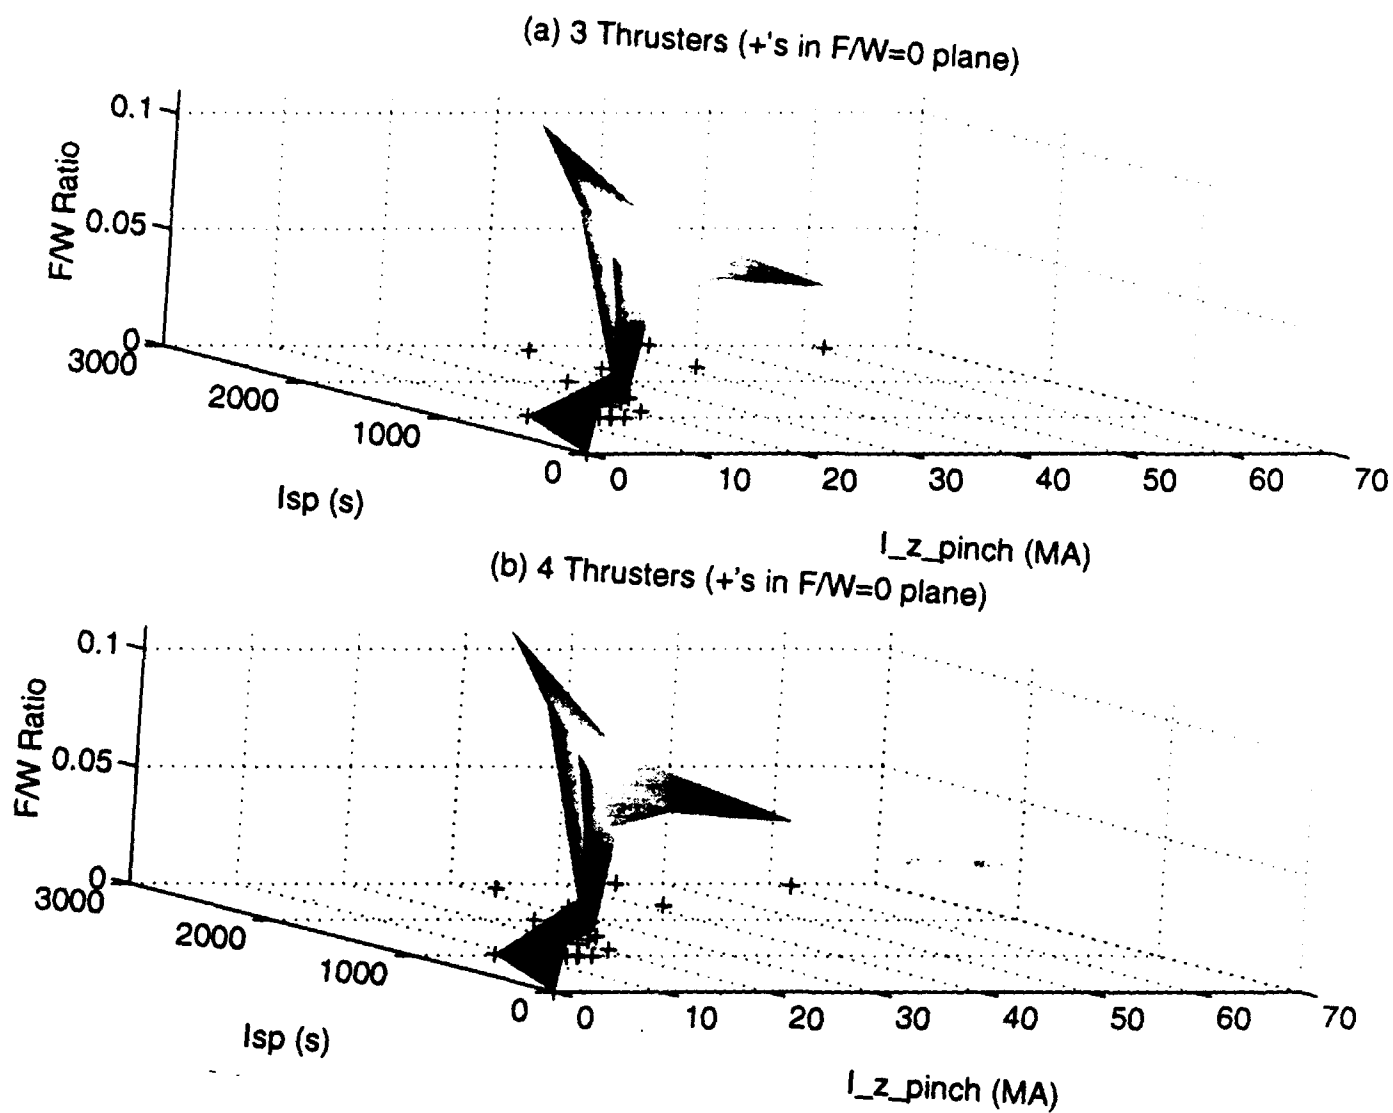 (a) 3 Thrusters (+'s in F/W=0 plane)
0.1
0.05
0
F/W Ratio
3000
2000
1000
0
Isp (s)
0 10 20 30 40 50 60 70
I_z_pinch (MA)
(b) 4 Thrusters (+'s in F/W=0 plane)
0.1
0.05
0
F/W Ratio
3000
2000
1000
0
Isp (s)
0 10 20 30 40 50 60 70
I_z_pinch (MA)